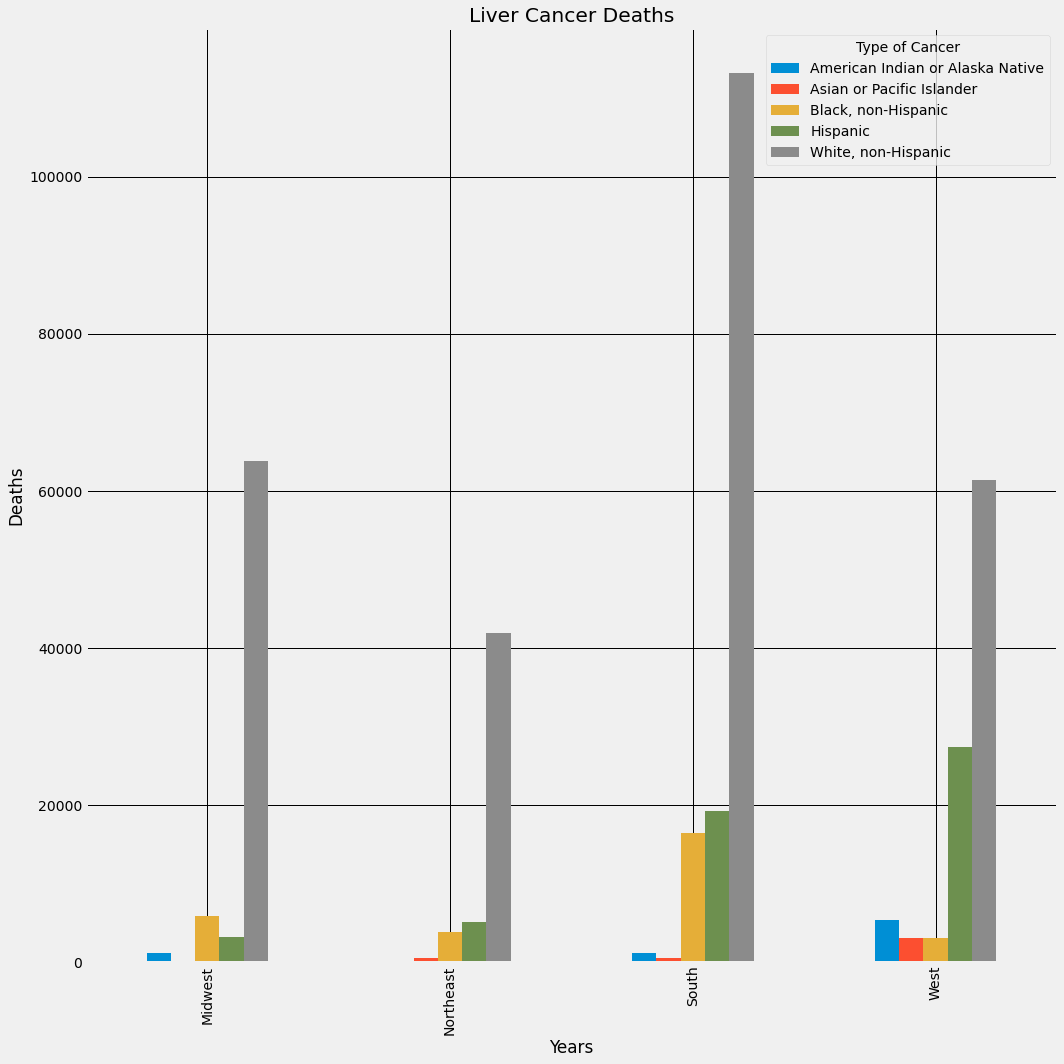 Liver Cancer Deaths
Type of Cancer
American Indian or Alaska Native
Asian or Pacific Islander
Black, non-Hispanic
Hispanic
White, non-Hispanic
100000
80000
60000
40000
20000
0
Deaths
Midwest
Northeast
South
West
Years